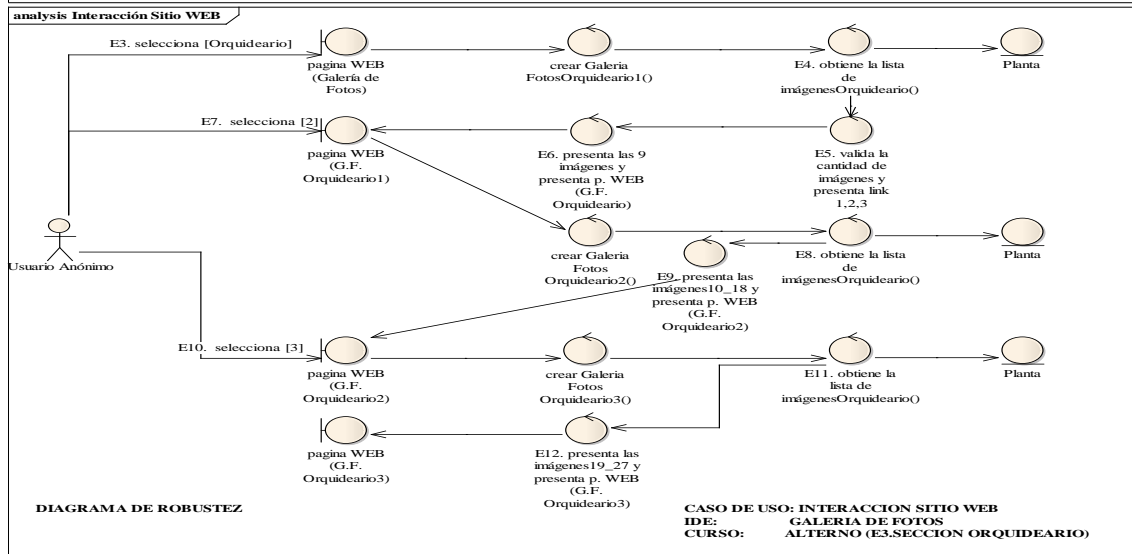 analysis Interacción Sitio WEB
E3. selecciona [Orquideario]
pagina WEB
(Galería de
Fotos)
crear Galeria
FotosOrquideario1()
E4. obtiene la lista
de
imágenesOrquideario()
Planta
E7. selecciona [2]
pagina WEB
(G.F.
Orquideario1)
E6. presenta las 9
imágenes y
presenta p. WEB
(G.F.
Orquideario)
E5. valida la
cantidad de
imágenes y
presenta link
1,2,3
Usuario Anónimo
crear Galeria
Fotos
Orquideario2()
E9. presenta las
imágenes10_18 y
presenta p. WEB
(G.F.
Orquideario2)
E8. obtiene la lista
de
imágenesOrquideario()
Planta
E10. selecciona [3]
pagina WEB
(G.F.
Orquideario2)
crear Galeria
Fotos
Orquideario3()
E11. obtiene la
lista de
imágenesOrquideario()
Planta
pagina WEB
(G.F.
Orquideario3)
E12. presenta las
imágenes19_27 y
presenta p. WEB
(G.F.
Orquideario3)
DIAGRAMA DE ROBUSTEZ
CASO DE USO: INTERACCION SITIO WEB
IDE: GALERIA DE FOTOS
CURSO: ALTERNO (E3.SECCION ORQUIDEARIO)